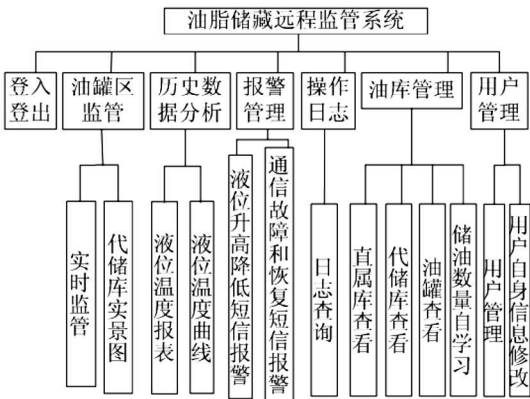 油脂储藏远程监管系统
登入
登出
油罐区
监管
历史数
据分析
报警
管理
操作
日志
油库管理
用户
管理
实时监管
代储库实景图
液位温度报表
液位温度曲线
液位升高降低短信报警
通信故障和恢复短信报警
日志查询
直属库查看
代储库查看
油罐查看
储油数量自学习
用户管理
用户自身信息修改